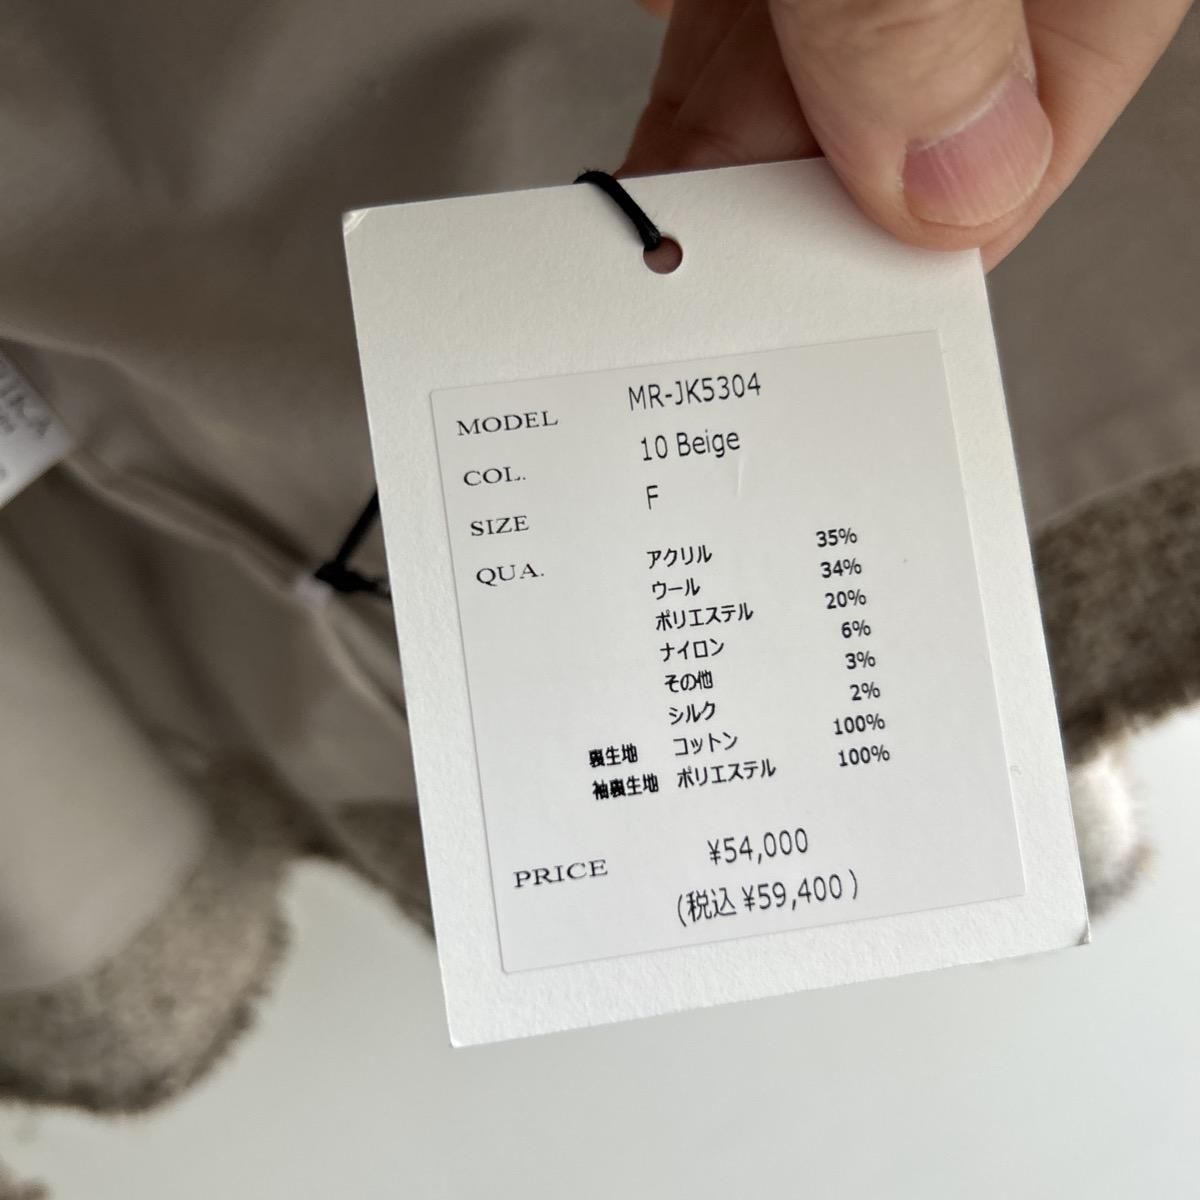 MODEL MR-JK5304
COL. 10 Beige
SIZE F
QUA. アクリル 35%
ウール 34%
ポリエステル 20%
ナイロン 6%
その他 3%
シルク 2%
裏生地 コットン 100%
袖裏生地 ポリエステル 100%
PRICE ¥54,000
(税込 ¥59,400)